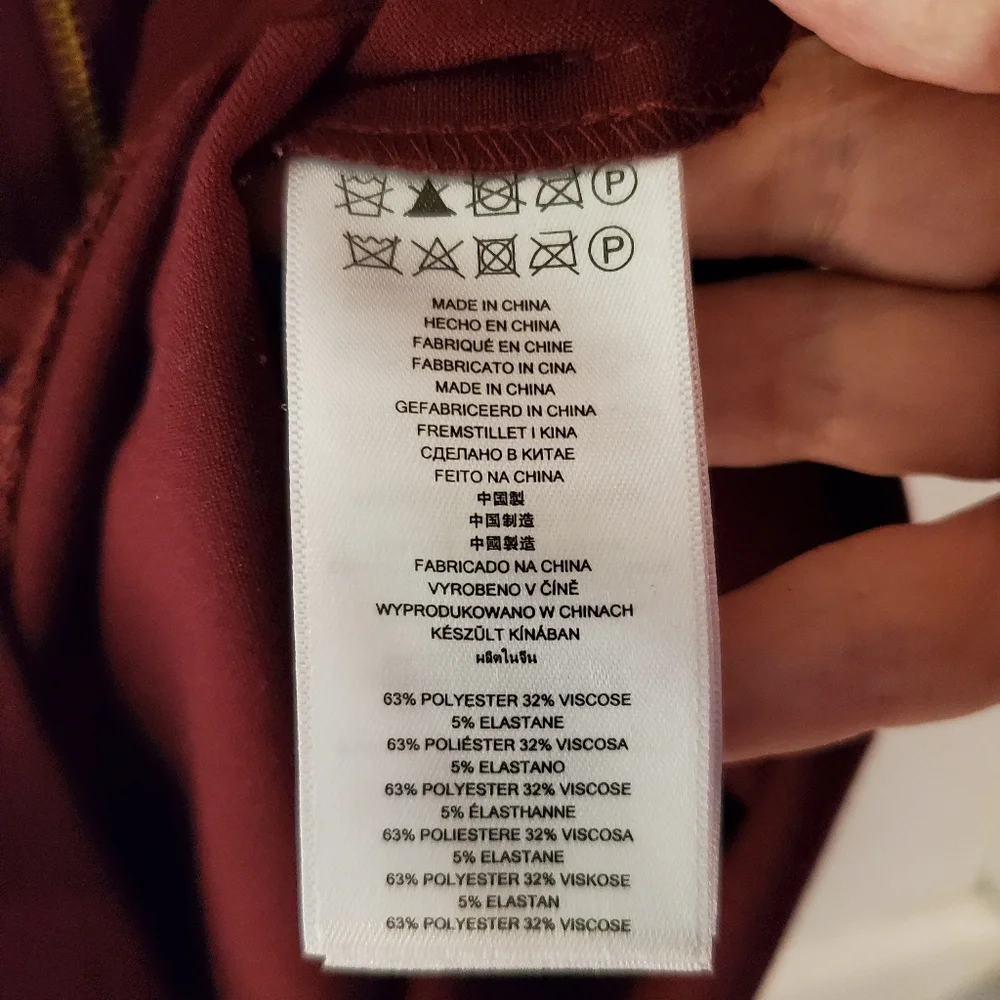 P
P
MADE IN CHINA
HECHO EN CHINA
FABRIQUÉ EN CHINE
FABBRICATO IN CINA
MADE IN CHINA
GEFABRICEERD IN CHINA
FREMSTILLET I KINA
СДЕЛАНО В КИТАЕ
FEITO NA CHINA
中国製
中国制造
中國製造
FABRICADO NA CHINA
VYROBENO V ČÍNĚ
WYPRODUKOWANO W CHINACH
KÉSZÜLT KÍNÁBAN
ผลิตในจีน
63% POLYESTER 32% VISCOSE
5% ELASTANE
63% POLIÉSTER 32% VISCOSA
5% ELASTANO
63% POLYESTER 32% VISCOSE
5% ÉLASTHANNE
63% POLIESTERE 32% VISCOSA
5% ELASTANE
63% POLYESTER 32% VISKOSE
5% ELASTAN
63% POLYESTER 32% VISCOSE